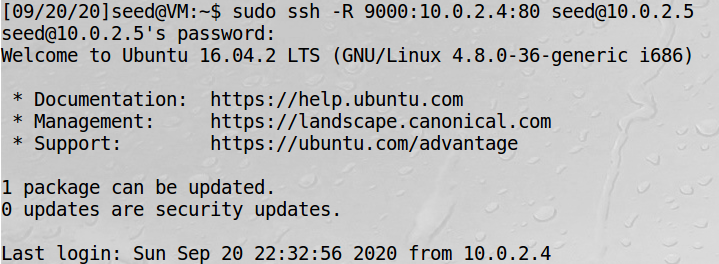 [09/20/20]seed@VM:~$ sudo ssh -R 9000:10.0.2.4:80 seed@10.0.2.5
seed@10.0.2.5's password:
Welcome to Ubuntu 16.04.2 LTS (GNU/Linux 4.8.0-36-generic i686)
* Documentation:  https://help.ubuntu.com
* Management:     https://landscape.canonical.com
* Support:        https://ubuntu.com/advantage
1 package can be updated.
0 updates are security updates.
Last login: Sun Sep 20 22:32:56 2020 from 10.0.2.4